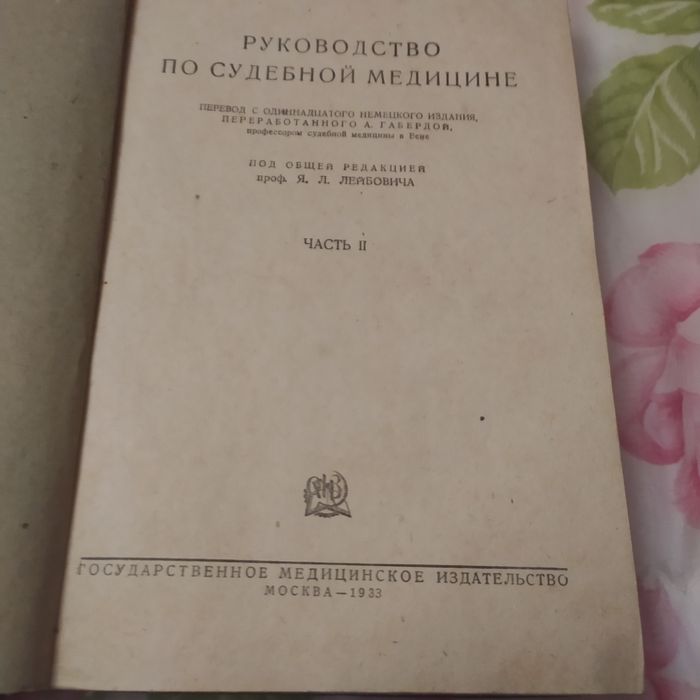 РУКОВОДСТВО
ПО СУДЕБНОЙ МЕДИЦИНЕ
ПЕРЕВОД С ОДИННАДЦАТОГО НЕМЕЦКОГО ИЗДАНИЯ,
ПЕРЕРАБОТАННОГО А. ГАБЕРДОЙ,
профессором судебной медицины в Вене
ПОД ОБЩЕЙ РЕДАКЦИЕЙ
проф. Я. Л. ЛЕЙБОВИЧА
ЧАСТЬ II
ГОСУДАРСТВЕННОЕ МЕДИЦИНСКОЕ ИЗДАТЕЛЬСТВО
МОСКВА—1933